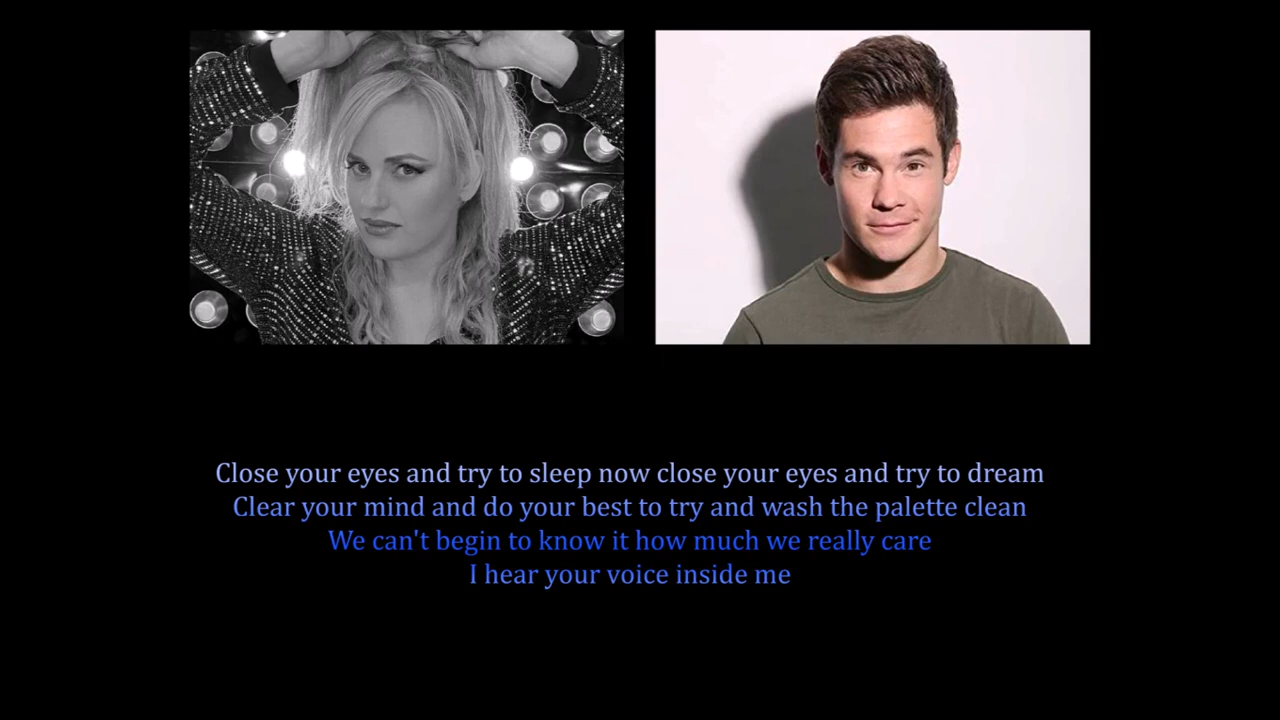 Close your eyes and try to sleep now close your eyes and try to dream
Clear your mind and do your best to try and wash the palette clean
We can't begin to know it how much we really care
I hear your voice inside me